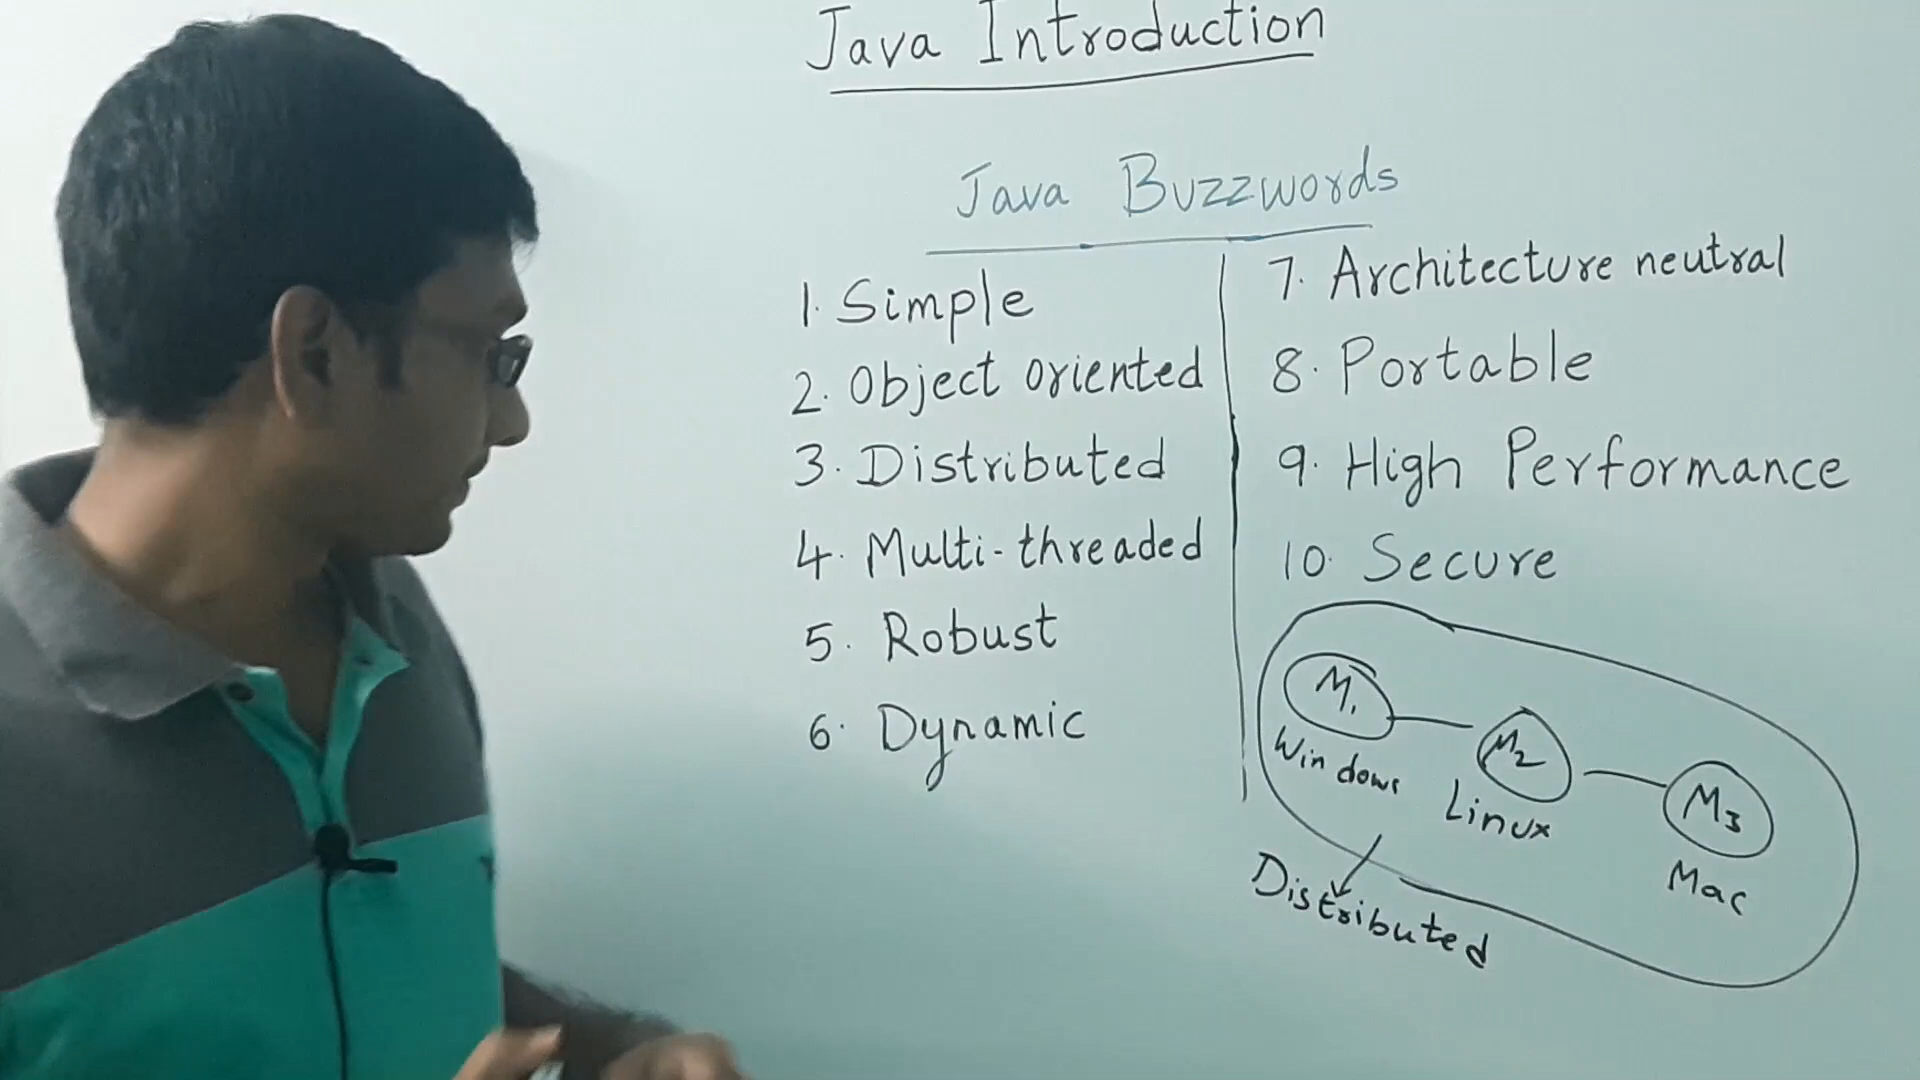 Java Introduction
Java Buzzwords
1. Simple
2. Object oriented
3. Distributed
4. Multi-threaded
5. Robust
6. Dynamic
7. Architecture neutral
8. Portable
9. High Performance
10. Secure
M1
Windows
M2
Linux
M3
Mac
Distributed